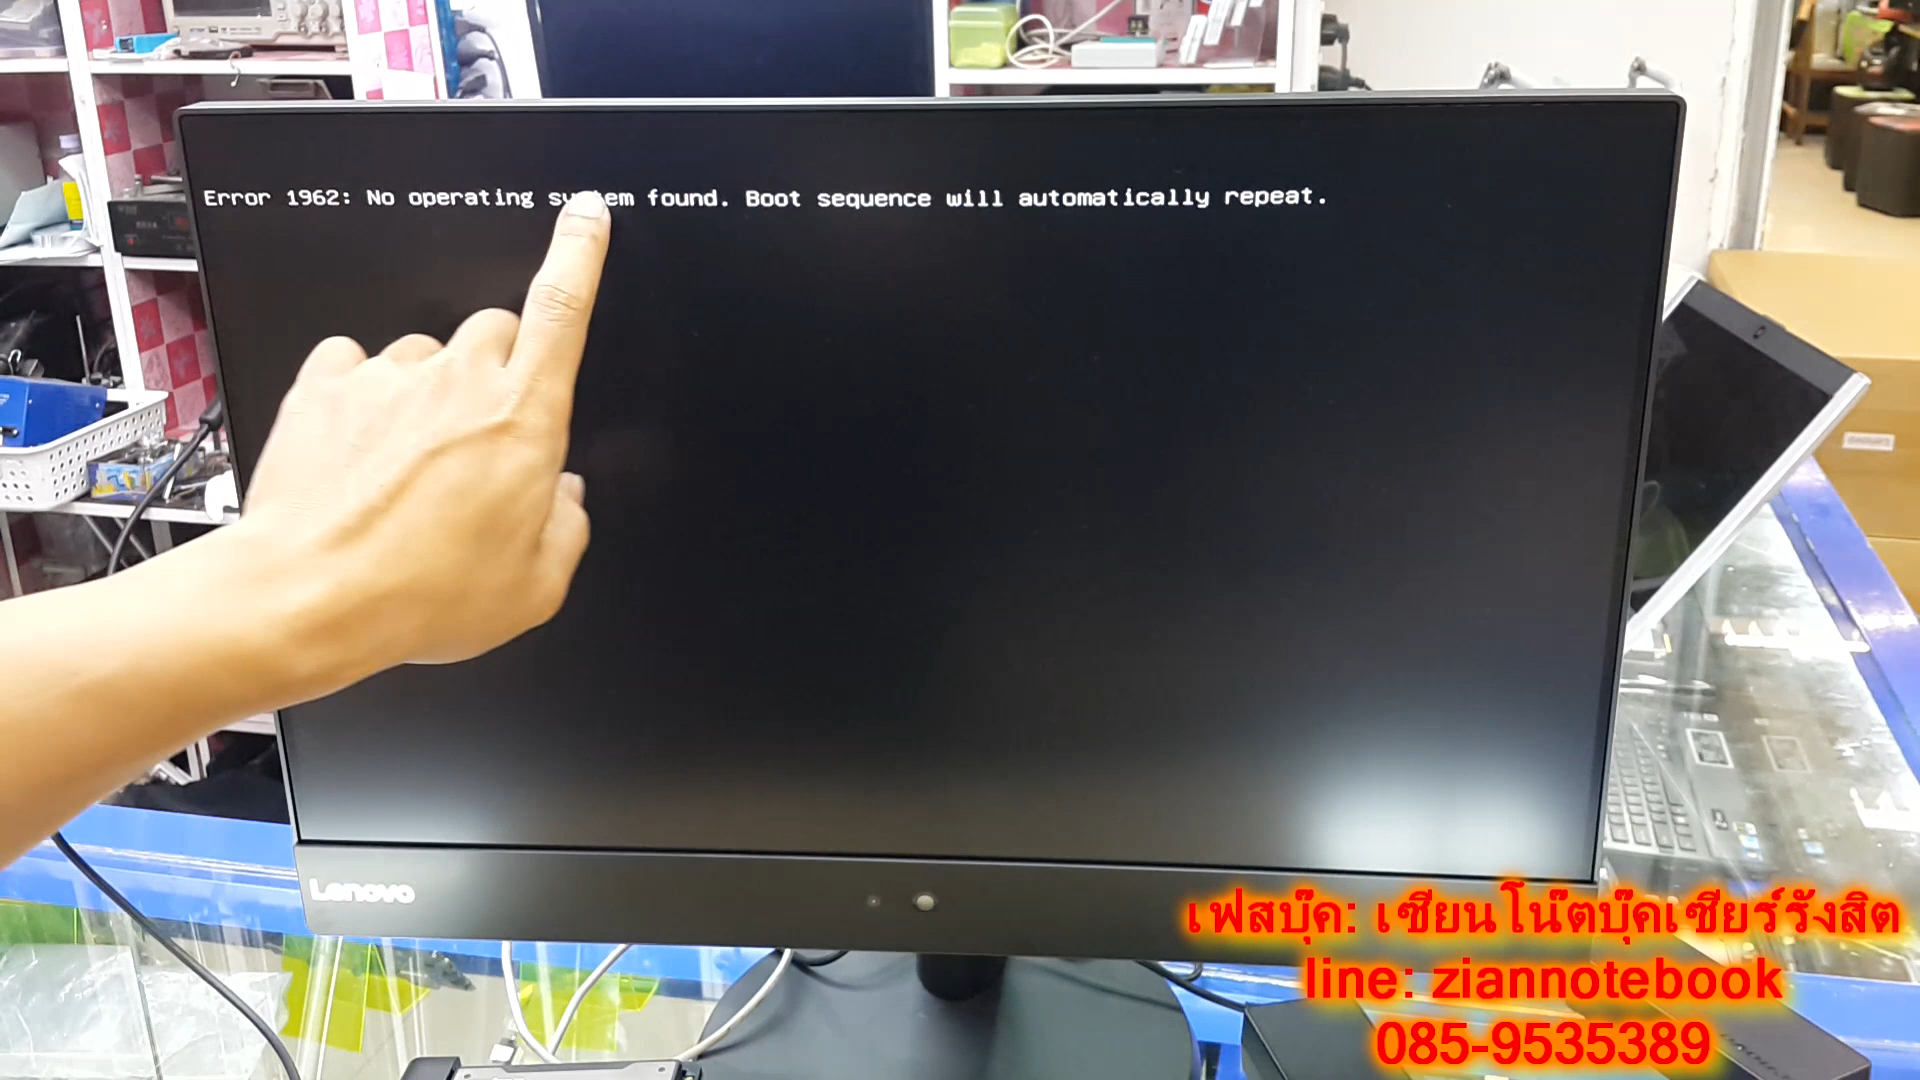 Error 1962: No operating system found. Boot sequence will automatically repeat.
Lenovo
เฟสบุ๊ค: เซียนโน๊ตบุ๊คเซียร์รังสิต
line: ziannotebook
085-9535389